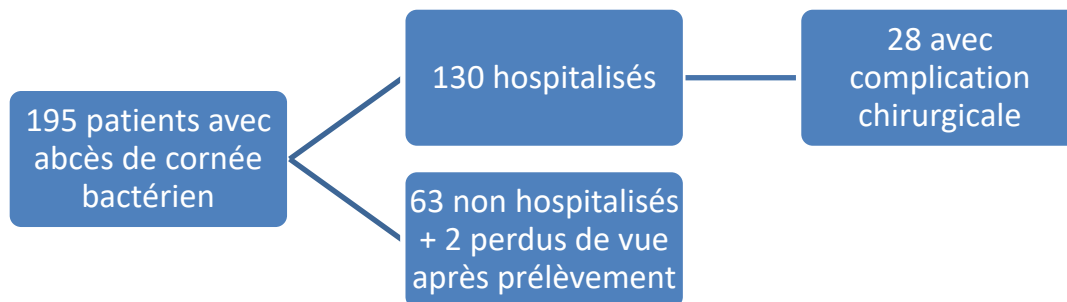 195 patients avec
abcès de cornée
bactérien
130 hospitalisés
28 avec
complication
chirurgicale
63 non hospitalisés
+ 2 perdus de vue
après prélèvement